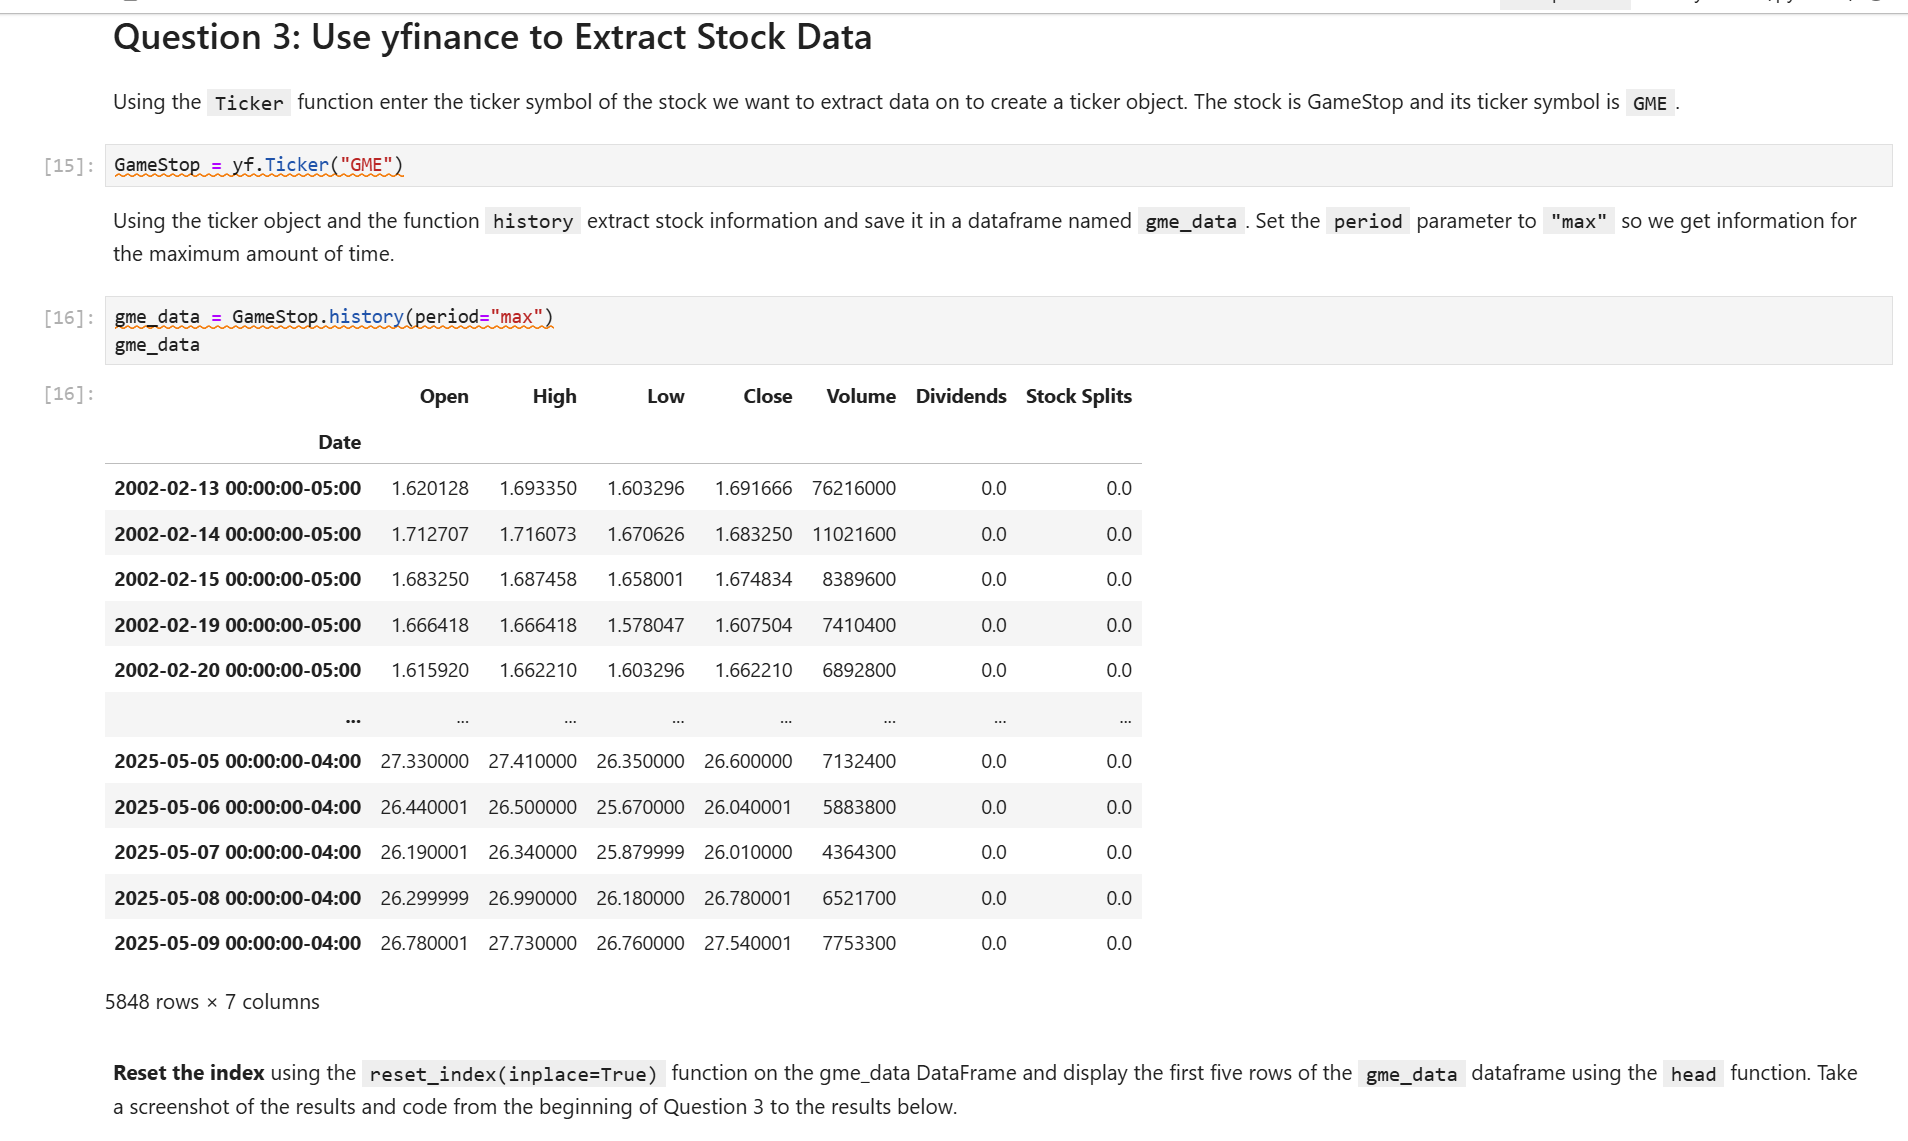 Question 3: Use yfinance to Extract Stock Data
Using the Ticker function enter the ticker symbol of the stock we want to extract data on to create a ticker object. The stock is GameStop and its ticker symbol is GME .
[15]: GameStop = yf.Ticker("GME")
Using the ticker object and the function history extract stock information and save it in a dataframe named gme_data . Set the period parameter to "max" so we get information for
the maximum amount of time.
[16]: gme_data = GameStop.history(period="max")
gme_data
[16]: Open High Low Close Volume Dividends Stock Splits
Date
2002-02-13 00:00:00-05:00 1.620128 1.693350 1.603296 1.691666 76216000 0.0 0.0
2002-02-14 00:00:00-05:00 1.712707 1.716073 1.670626 1.683250 11021600 0.0 0.0
2002-02-15 00:00:00-05:00 1.683250 1.687458 1.658001 1.674834 8389600 0.0 0.0
2002-02-19 00:00:00-05:00 1.666418 1.666418 1.578047 1.607504 7410400 0.0 0.0
2002-02-20 00:00:00-05:00 1.615920 1.662210 1.603296 1.662210 6892800 0.0 0.0
... ... ... ... ... ... ... ...
2025-05-05 00:00:00-04:00 27.330000 27.410000 26.350000 26.600000 7132400 0.0 0.0
2025-05-06 00:00:00-04:00 26.440001 26.500000 25.670000 26.040001 5883800 0.0 0.0
2025-05-07 00:00:00-04:00 26.190001 26.340000 25.879999 26.010000 4364300 0.0 0.0
2025-05-08 00:00:00-04:00 26.299999 26.990000 26.180000 26.780001 6521700 0.0 0.0
2025-05-09 00:00:00-04:00 26.780001 27.730000 26.760000 27.540001 7753300 0.0 0.0
5848 rows × 7 columns
Reset the index using the reset_index(inplace=True) function on the gme_data DataFrame and display the first five rows of the gme_data dataframe using the head function. Take
a screenshot of the results and code from the beginning of Question 3 to the results below.